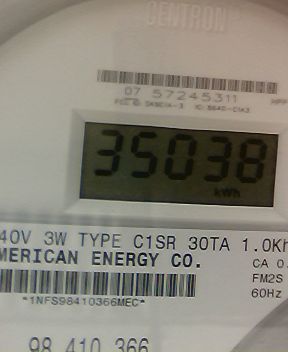 CENTRON
07 57245311
35038
kWh
40V 3W TYPE C1SR 30TA 1.0Kh
MERICAN ENERGY CO.
CA 0.
FM2S
60Hz
*1NFS98410366MEC*
98 410 366